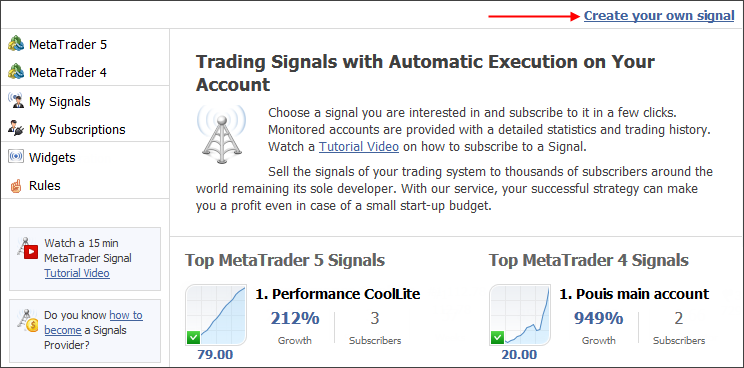 Create your own signal
MetaTrader 5
MetaTrader 4
My Signals
My Subscriptions
Widgets
Rules
Watch a 15 min
MetaTrader Signal
Tutorial Video
Do you know how to
become a Signals
Provider?
Trading Signals with Automatic Execution on Your
Account
Choose a signal you are interested in and subscribe to it in a few clicks.
Monitored accounts are provided with a detailed statistics and trading history.
Watch a Tutorial Video on how to subscribe to a Signal.
Sell the signals of your trading system to thousands of subscribers around the
world remaining its sole developer. With our service, your successful strategy can make
you a profit even in case of a small start-up budget.
Top MetaTrader 5 Signals
1. Performance CoolLite
212% 3
Growth Subscribers
79.00
Top MetaTrader 4 Signals
1. Pouis main account
949% 2
Growth Subscribers
20.00